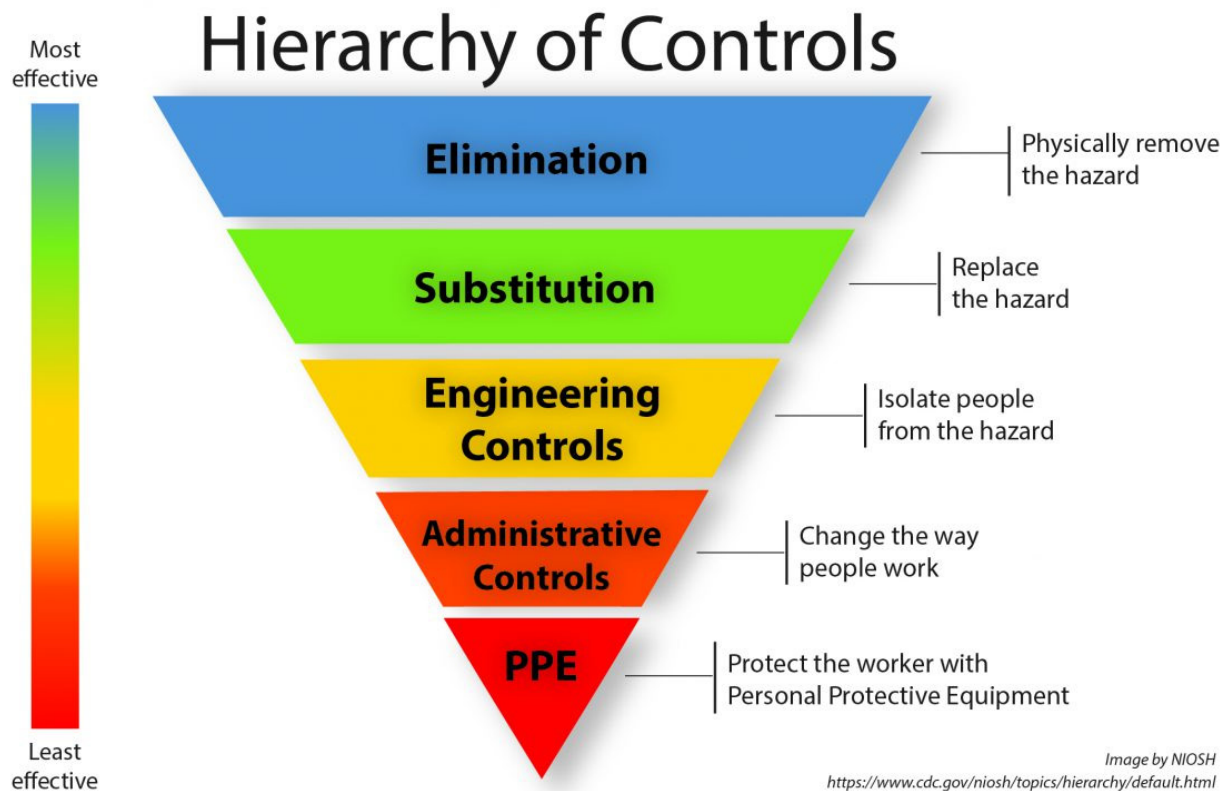 Hierarchy of Controls
Most
effective
Elimination
Physically remove
the hazard
Substitution
Replace
the hazard
Engineering
Controls
Isolate people
from the hazard
Administrative
Controls
Change the way
people work
PPE
Protect the worker with
Personal Protective Equipment
Least
effective
Image by NIOSH
https://www.cdc.gov/niosh/topics/hierarchy/default.html